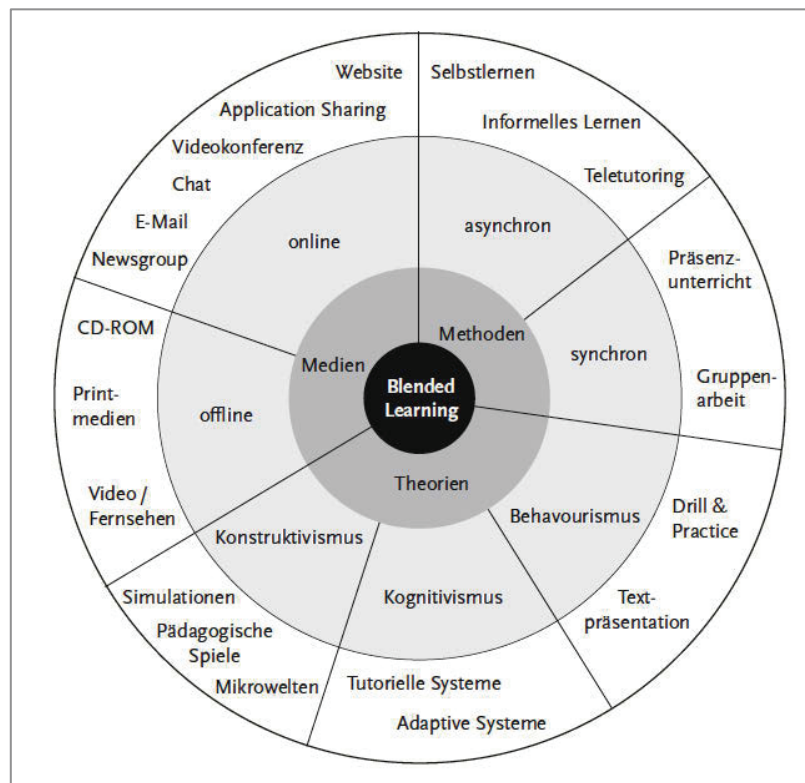 Website
Selbstlernen
Application Sharing
Informelles Lernen
Videokonferenz
Teletutoring
Chat
E-Mail
Newsgroup
online
asynchron
Präsenz-
unterricht
CD-ROM
Methoden
synchron
Medien
Blended
Learning
Gruppen-
arbeit
Print-
medien
offline
Theorien
Video /
Fernsehen
Behavourismus
Drill &
Practice
Konstruktivismus
Kognitivismus
Text-
präsentation
Simulationen
Pädagogische
Spiele
Mikrowelten
Tutorielle Systeme
Adaptive Systeme